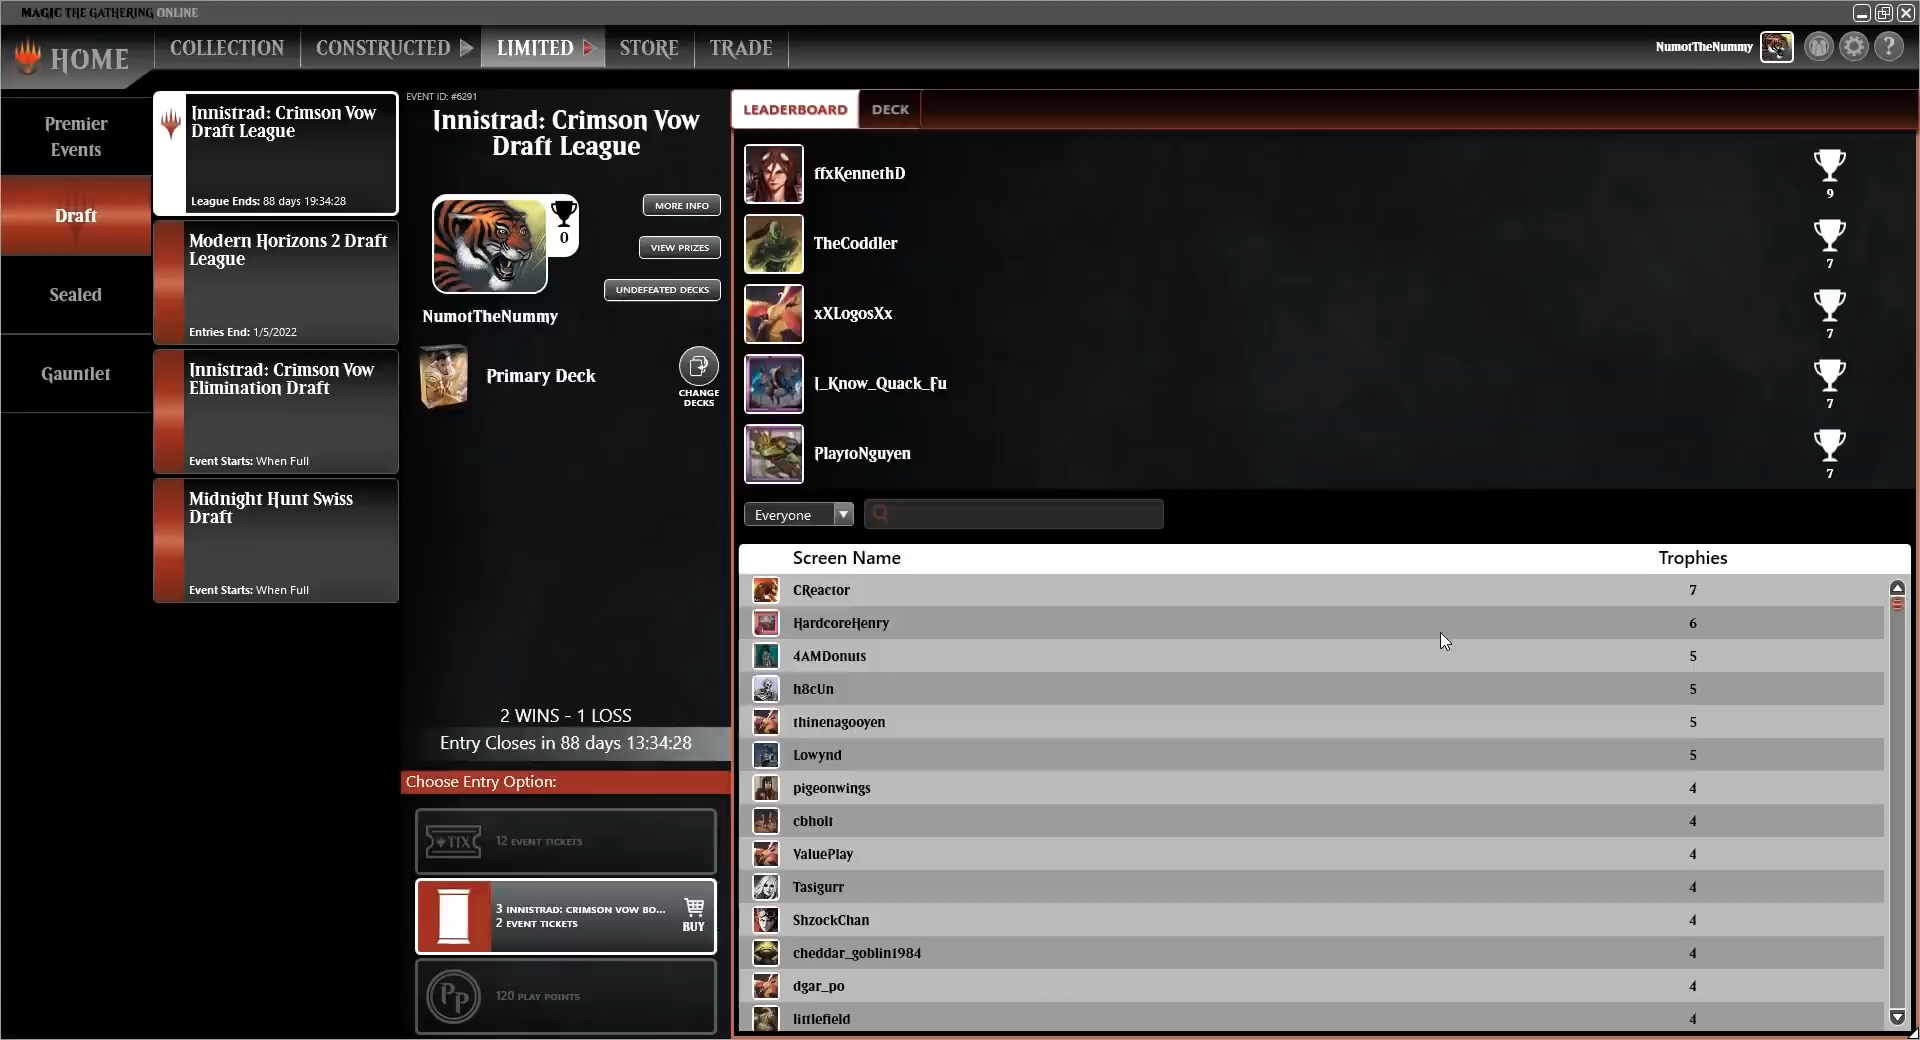 MAGIC THE GATHERING ONLINE
HOME
COLLECTION
CONSTRUCTED
LIMITED
STORE
TRADE
NumotTheNummy
?
Premier
Events
Draft
Sealed
Gauntlet
Innistrad: Crimson Vow
Draft League
League Ends: 88 days 19:34:28
Modern Horizons 2 Draft
League
Entries End: 1/5/2022
Innistrad: Crimson Vow
Elimination Draft
Event Starts: When Full
Midnight Hunt Swiss
Draft
Event Starts: When Full
EVENT ID: #6291
Innistrad: Crimson Vow
Draft League
0
MORE INFO
VIEW PRIZES
UNDEFEATED DECKS
NumotTheNummy
Primary Deck
CHANGE
DECKS
2 WINS - 1 LOSS
Entry Closes in 88 days 13:34:28
Choose Entry Option:
TIX
12 EVENT TICKETS
3 INNISTRAD: CRIMSON VOW BO...
2 EVENT TICKETS
BUY
PP
120 PLAY POINTS
LEADERBOARD
DECK
ffxKennethD
9
TheCoddler
7
xXLogosXx
7
I_Know_Quack_Fu
7
PlaytoNguyen
7
Everyone
Screen Name Trophies
CReactor 7
HardcoreHenry 6
4AMDonuts 5
h8cUn 5
thinenagooyen 5
Lowynd 5
pigeonwings 4
cbholt 4
ValuePlay 4
Tasigurr 4
ShzockChan 4
cheddar_goblin1984 4
dgar_po 4
littlefield 4